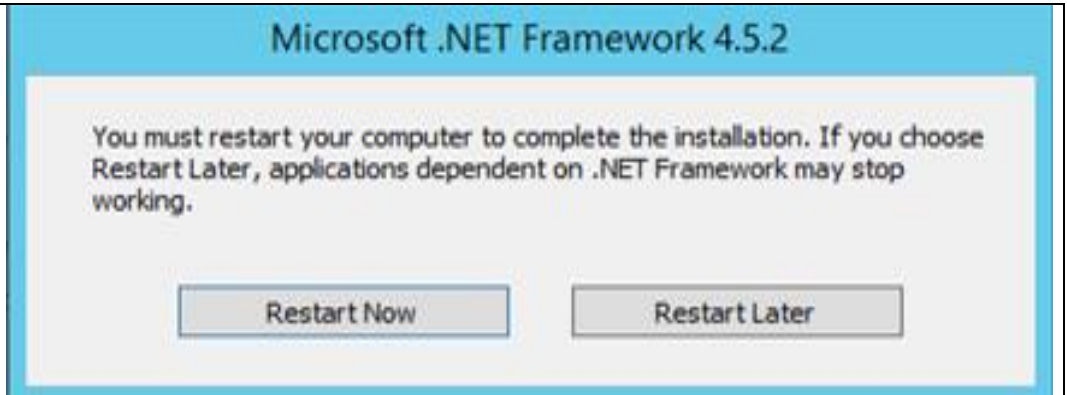 Microsoft .NET Framework 4.5.2
You must restart your computer to complete the installation. If you choose
Restart Later, applications dependent on .NET Framework may stop
working.
Restart Now
Restart Later